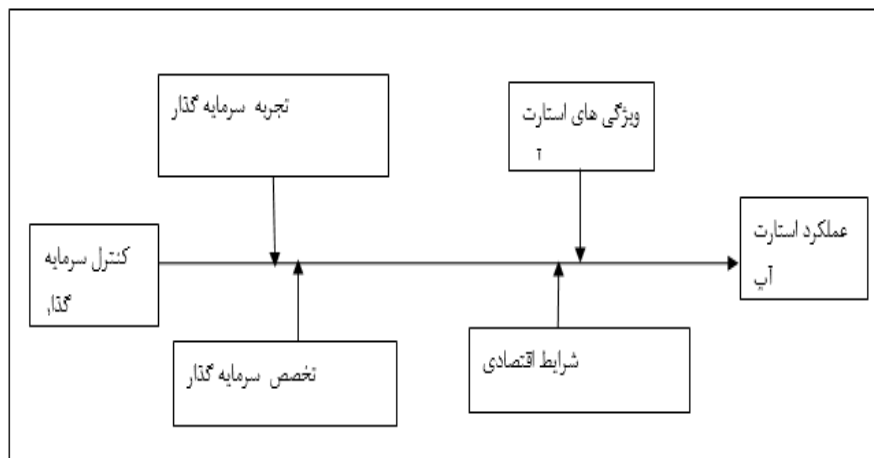 تجربه سرمایه گذار
ویژگی های استارت
کنترل سرمایه
گذار
عملکرد استارت
آپ
تخصص سرمایه گذار
شرایط اقتصادی